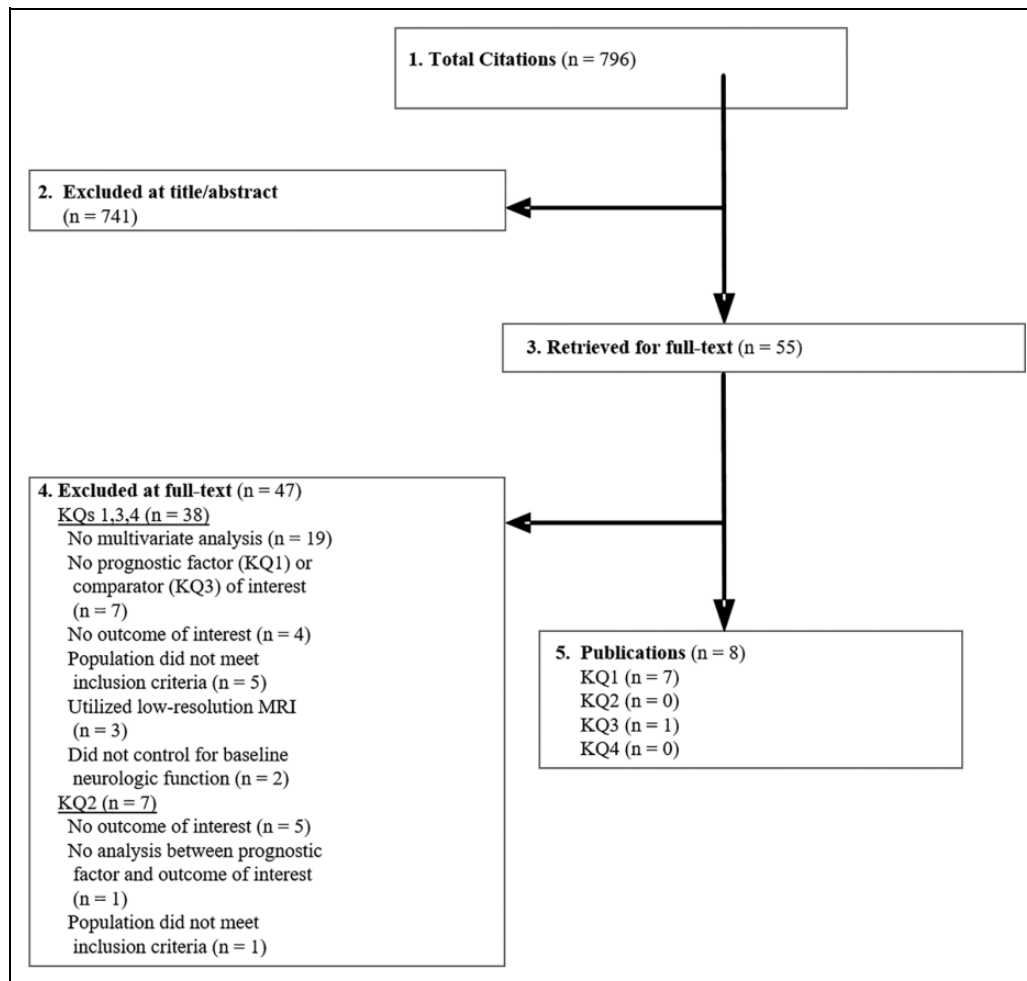 1. Total Citations (n = 796)
2. Excluded at title/abstract
(n = 741)
3. Retrieved for full-text (n = 55)
4. Excluded at full-text (n = 47)
KQs 1,3,4 (n = 38)
No multivariate analysis (n = 19)
No prognostic factor (KQ1) or
comparator (KQ3) of interest
(n = 7)
No outcome of interest (n = 4)
Population did not meet
inclusion criteria (n = 5)
Utilized low-resolution MRI
(n = 3)
Did not control for baseline
neurologic function (n = 2)
KQ2 (n = 7)
No outcome of interest (n = 5)
No analysis between prognostic
factor and outcome of interest
(n = 1)
Population did not meet
inclusion criteria (n = 1)
5. Publications (n = 8)
KQ1 (n = 7)
KQ2 (n = 0)
KQ3 (n = 1)
KQ4 (n = 0)